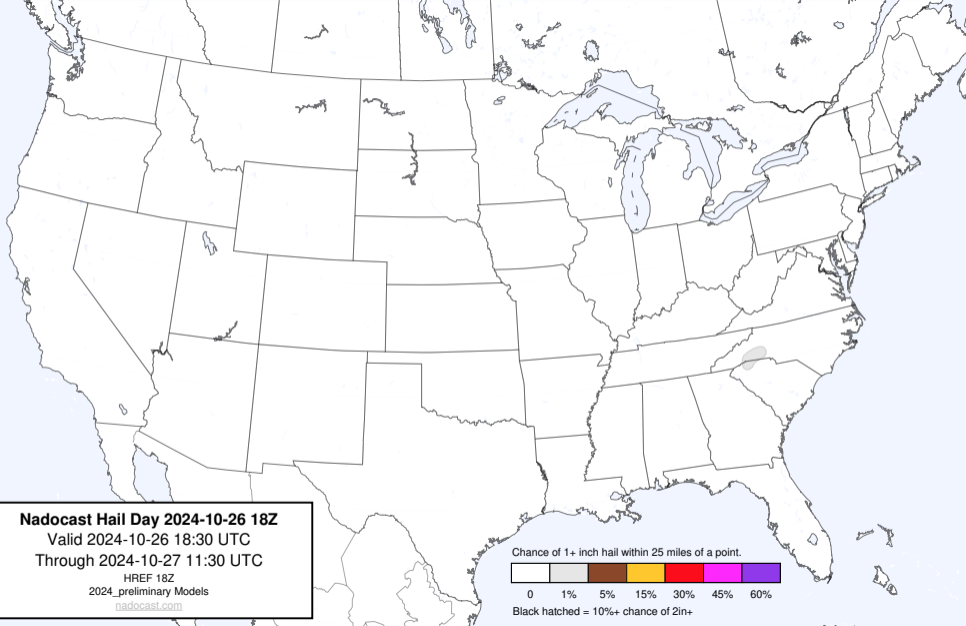 Nadocast Hail Day 2024-10-26 18Z
Valid 2024-10-26 18:30 UTC
Through 2024-10-27 11:30 UTC
HREF 18Z
2024_preliminary Models
nadocast.com
Chance of 1+ inch hail within 25 miles of a point.
0 1% 5% 15% 30% 45% 60%
Black hatched = 10%+ chance of 2in+